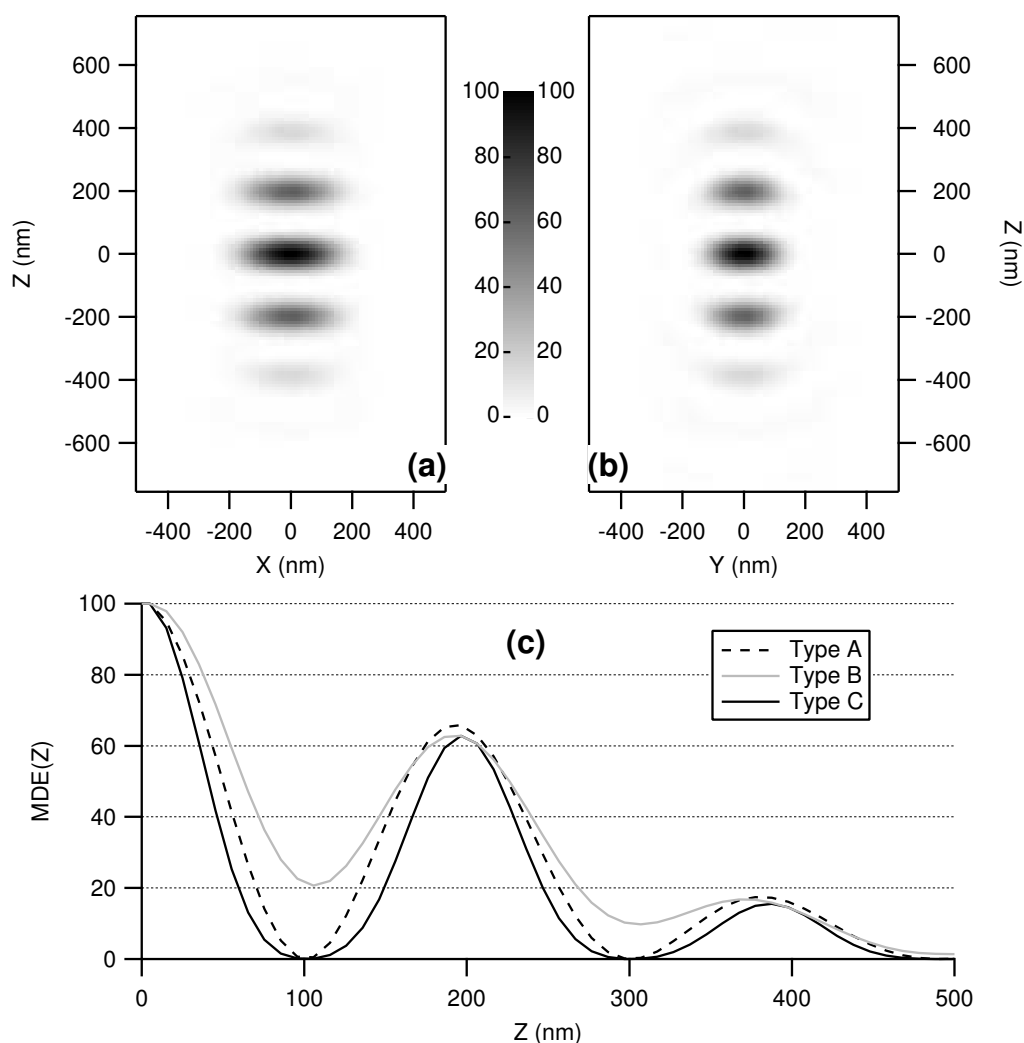 600
400
200
0
-200
-400
-600
Z (nm)
-400 -200 0 200 400
X (nm)
(a)
100 100
80 80
60 60
40 40
20 20
0 0
(b)
600
400
200
0
-200
-400
-600
Z (nm)
-400 -200 0 200 400
Y (nm)
(c)
100
80
60
40
20
0
MDE(Z)
Type A
Type B
Type C
0 100 200 300 400 500
Z (nm)